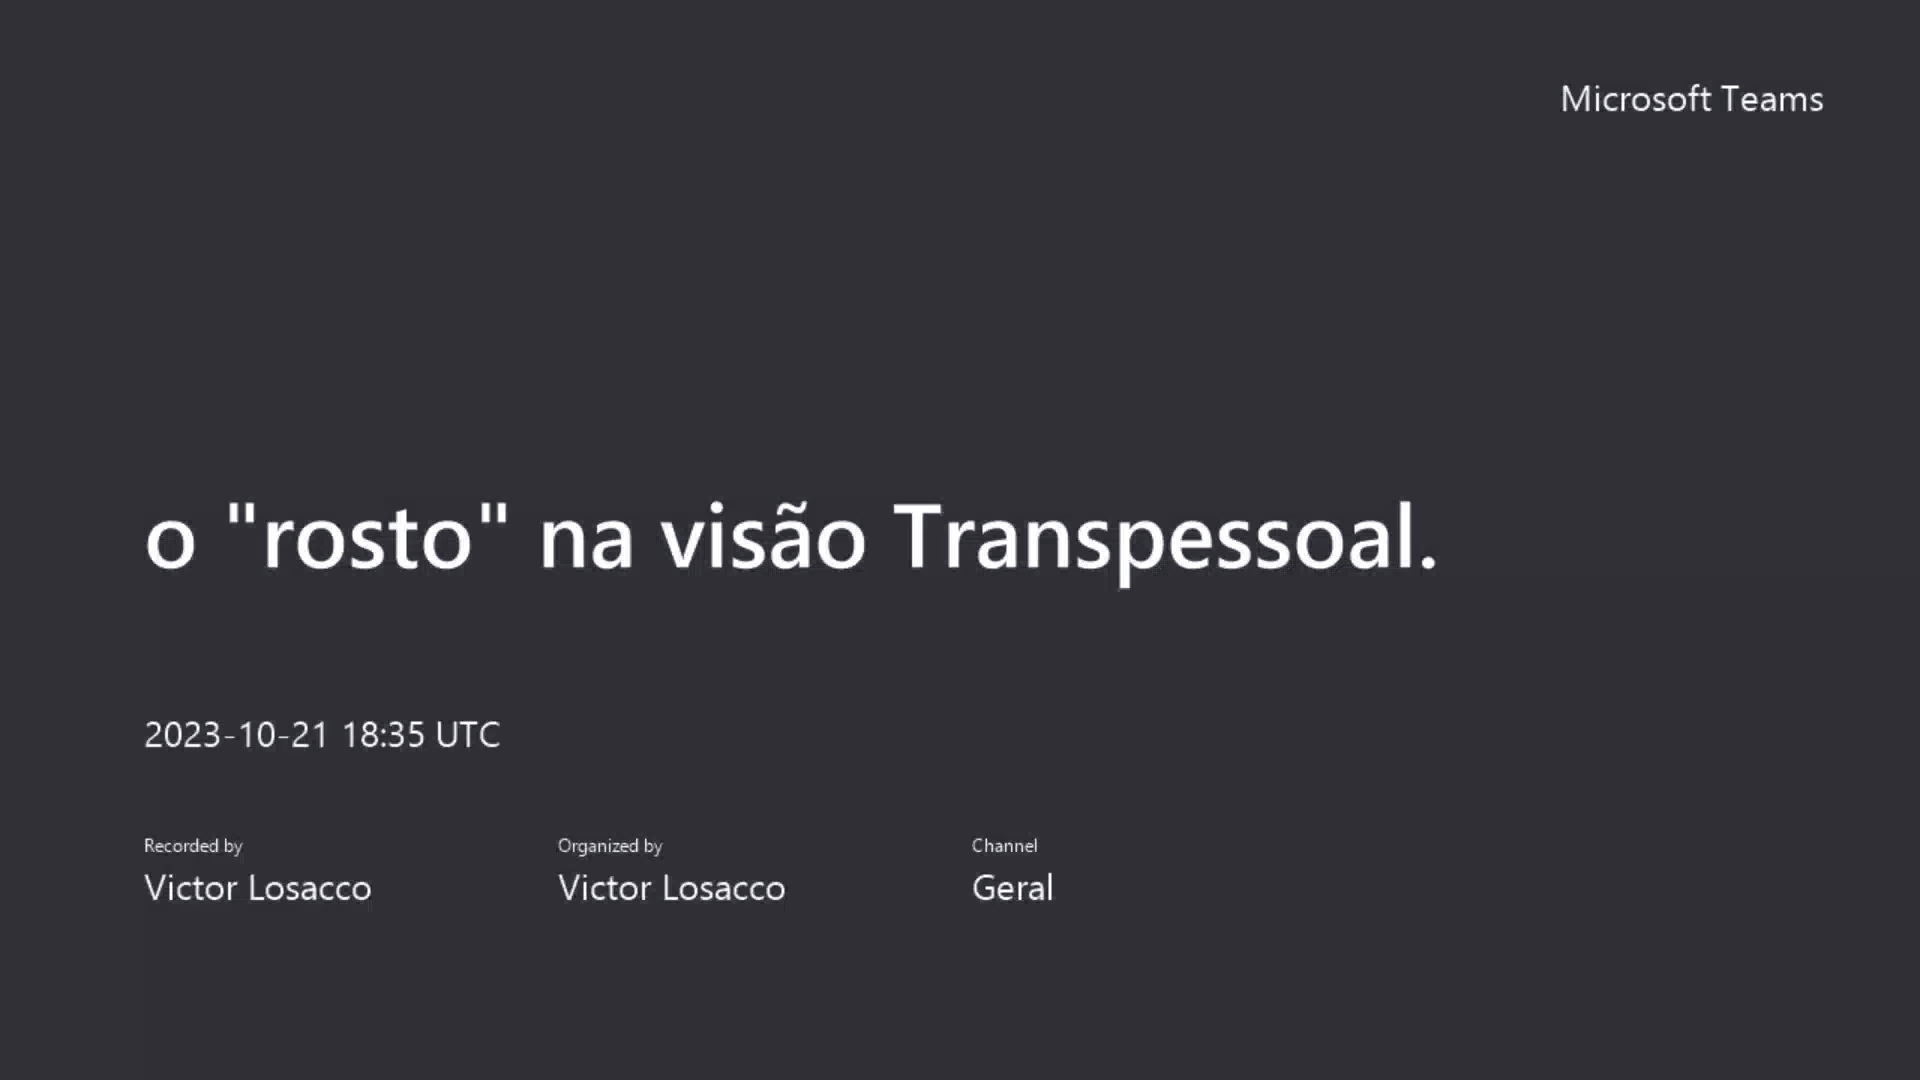 Microsoft Teams
o "rosto" na visão Transpessoal.
2023-10-21 18:35 UTC
Recorded by
Victor Losacco
Organized by
Victor Losacco
Channel
Geral